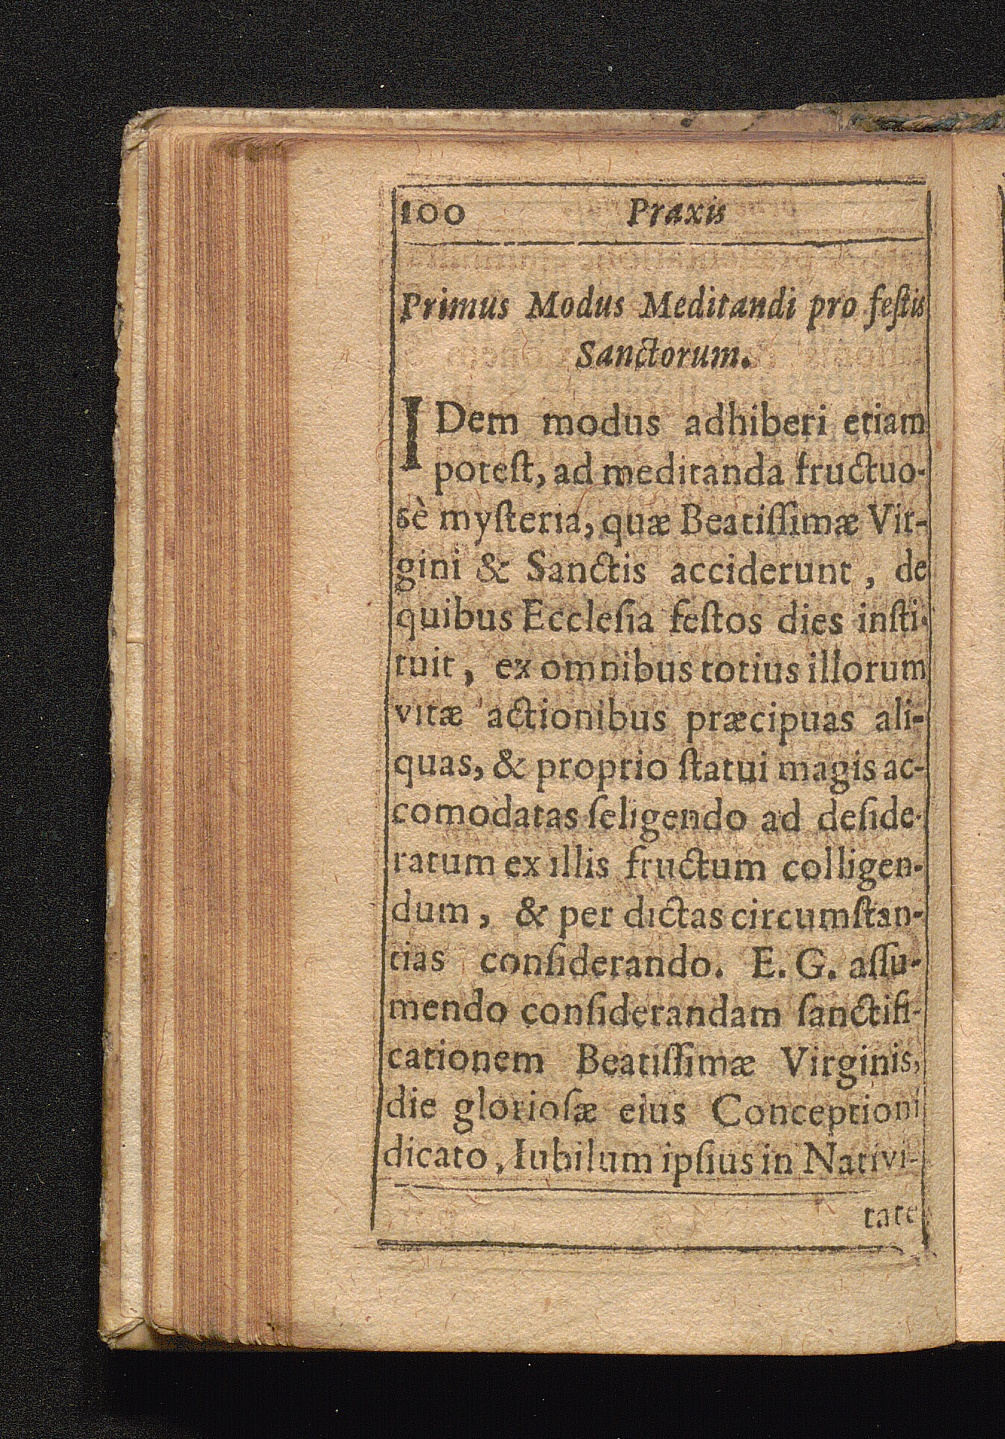 100 Praxis
Primus Modus Meditandi pro feſtis
Sanctorum.
IDem modus adhiberi etiam
poteſt, ad meditanda fructuo-
sè myſteria, quæ Beatiſſimæ Vir-
gini & Sanctis acciderunt, de
quibus Eccleſia feſtos dies inſti-
tuit, ex omnibus totius illorum
vitæ actionibus præcipuas ali-
quas, & proprio ſtatui magis ac-
comodatas ſeligendo ad deſide-
ratum ex illis fructum colligen-
dum, & per dictas circumſtan-
tias conſiderando. E. G. aſſu-
mendo conſiderandam ſanctifi-
cationem Beatiſſimæ Virginis,
die glorioſæ eius Conceptioni
dicato, Iubilum ipſius in Nativi-
tate